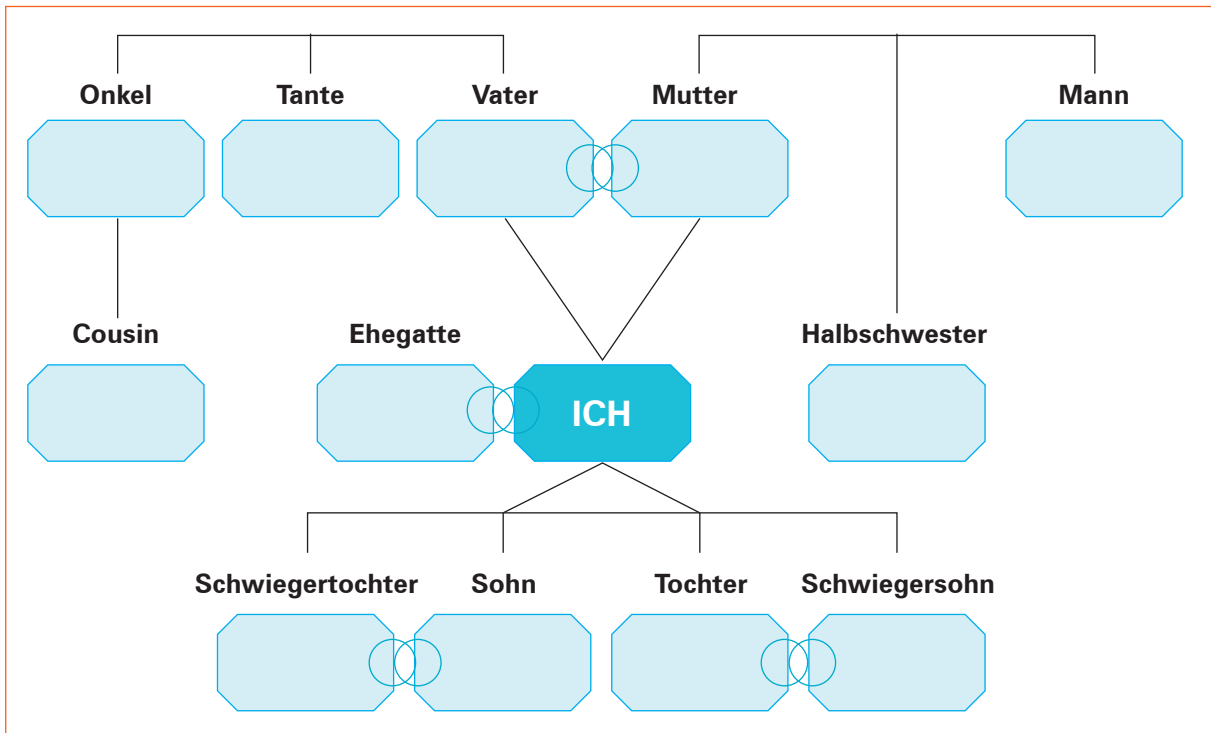 Onkel
Tante
Vater
Mutter
Mann
Cousin
Ehegatte
Halbschwester
ICH
Schwiegertochter
Sohn
Tochter
Schwiegersohn